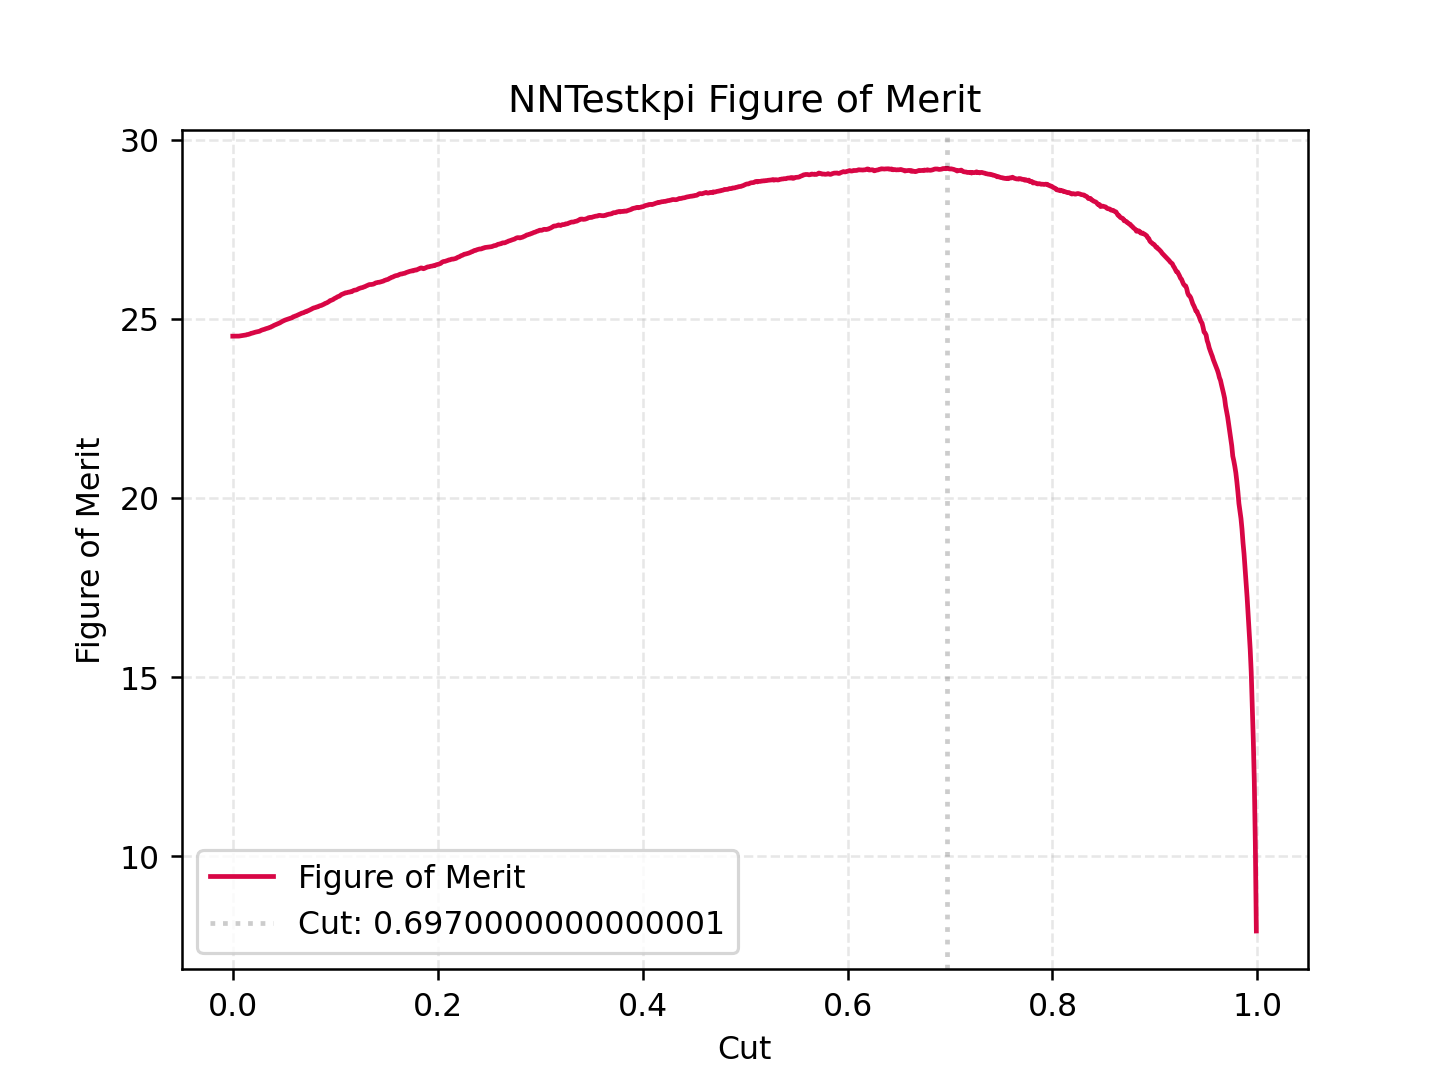 NNTestkpi Figure of Merit
30
25
20
15
10
Figure of Merit
Figure of Merit
Cut: 0.6970000000000001
0.0 0.2 0.4 0.6 0.8 1.0
Cut